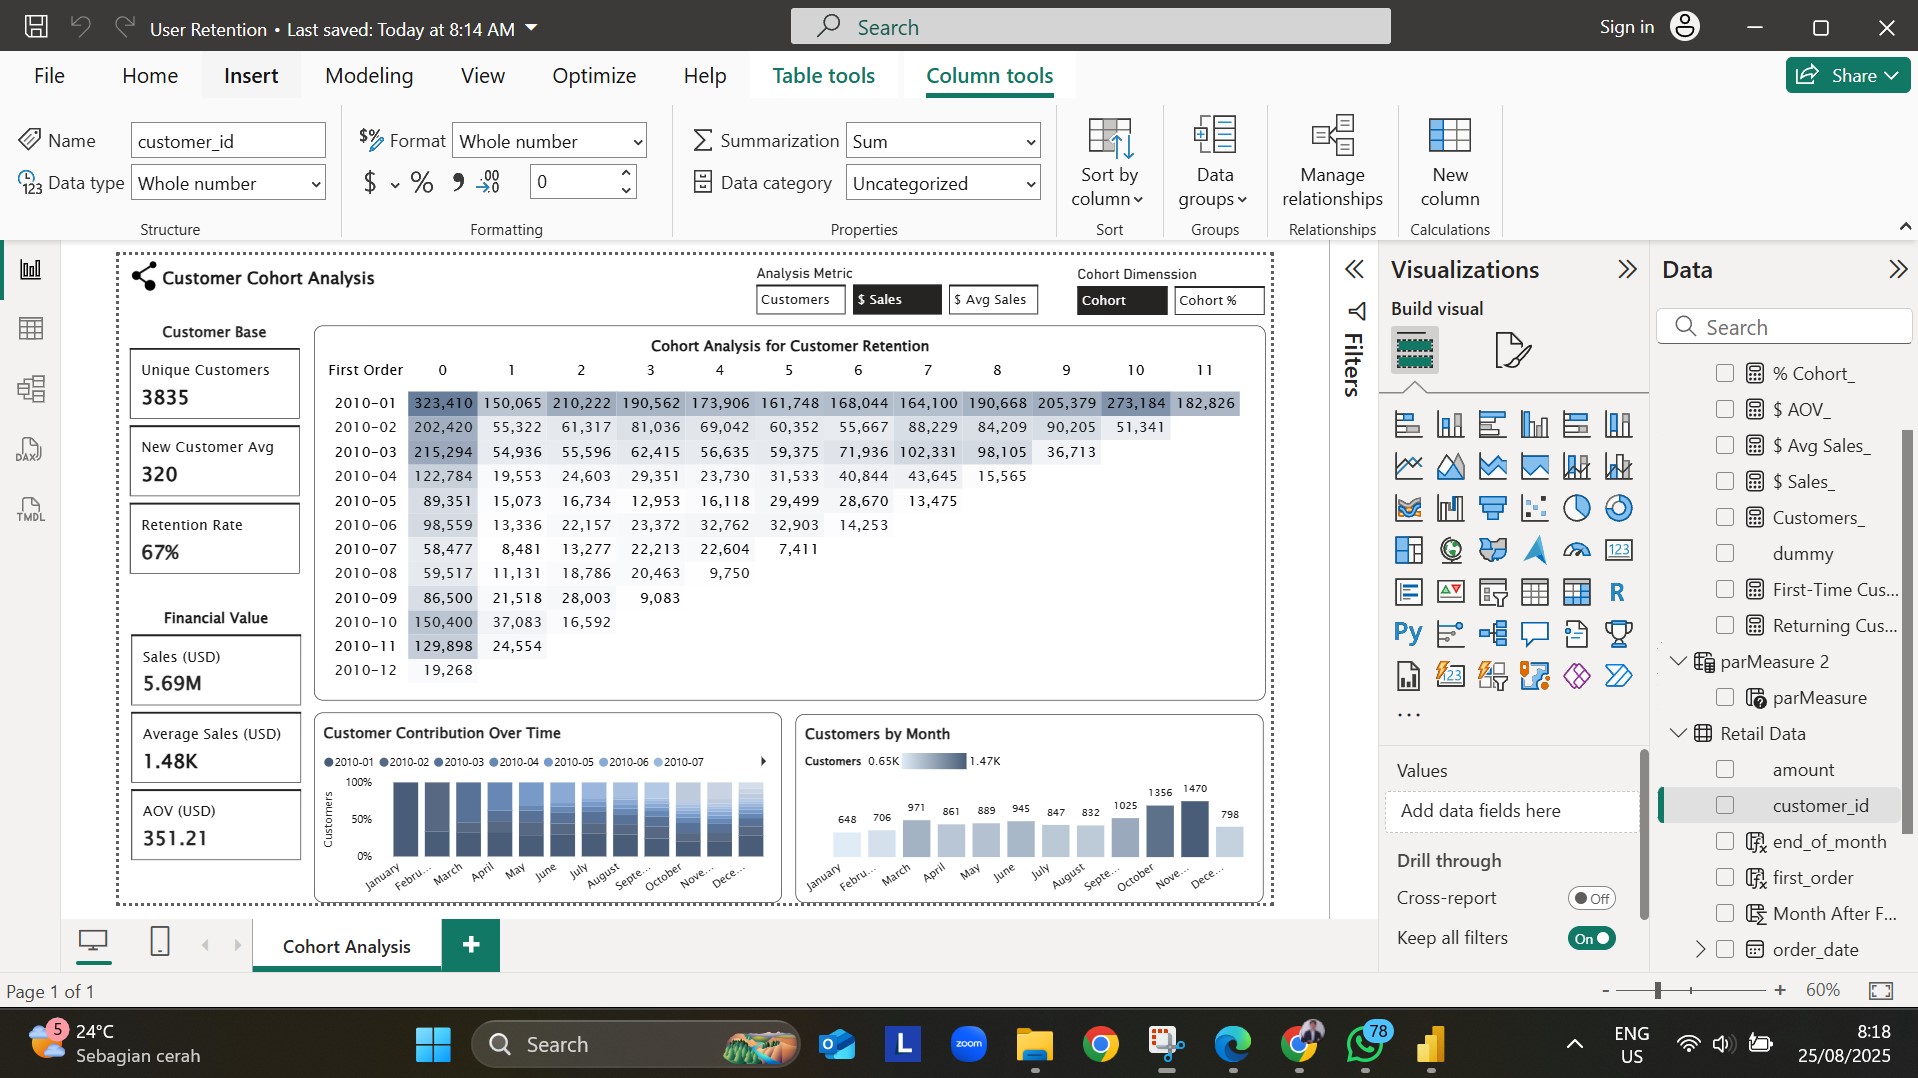 User Retention • Last saved: Today at 8:14 AM
Search
Sign in
File
Home
Insert
Modeling
View
Optimize
Help
Table tools
Column tools
Share
Name
customer_id
Data type
Whole number
Structure
$% Format
Whole number
$ % 9 .00
0
Formatting
Summarization
Sum
Data category
Uncategorized
Properties
Sort by
column
Sort
Data
groups
Groups
Manage
relationships
Relationships
New
column
Calculations
DAX
TMDL
Customer Cohort Analysis
Analysis Metric
Customers
$ Sales
$ Avg Sales
Cohort Dimenssion
Cohort
Cohort %
Customer Base
Unique Customers
3835
New Customer Avg
320
Retention Rate
67%
Financial Value
Sales (USD)
5.69M
Average Sales (USD)
1.48K
AOV (USD)
351.21
Cohort Analysis for Customer Retention
First Order 0 1 2 3 4 5 6 7 8 9 10 11
2010-01 323,410 150,065 210,222 190,562 173,906 161,748 168,044 164,100 190,668 205,379 273,184 182,826
2010-02 202,420 55,322 61,317 81,036 69,042 60,352 55,667 88,229 84,209 90,205 51,341
2010-03 215,294 54,936 55,596 62,415 56,635 59,375 71,936 102,331 98,105 36,713
2010-04 122,784 19,553 24,603 29,351 23,730 31,533 40,844 43,645 15,565
2010-05 89,351 15,073 16,734 12,953 16,118 29,499 28,670 13,475
2010-06 98,559 13,336 22,157 23,372 32,762 32,903 14,253
2010-07 58,477 8,481 13,277 22,213 22,604 7,411
2010-08 59,517 11,131 18,786 20,463 9,750
2010-09 86,500 21,518 28,003 9,083
2010-10 150,400 37,083 16,592
2010-11 129,898 24,554
2010-12 19,268
Customer Contribution Over Time
2010-01 2010-02 2010-03 2010-04 2010-05 2010-06 2010-07
Customers
100%
50%
0%
January Febru... March April May June July August Septe... October Nove... Dece...
Customers by Month
Customers 0.65K 1.47K
648 706 971 861 889 945 847 832 1025 1356 1470 798
January Febru... March April May June July August Septe... October Nove... Dece...
Filters
Visualizations
Build visual
123
R
Py
123
...
Values
Add data fields here
Drill through
Cross-report
Off
Keep all filters
On
Data
Search
% Cohort_
$ AOV_
$ Avg Sales_
$ Sales_
Customers_
dummy
First-Time Cus...
Returning Cus...
parMeasure 2
parMeasure
Retail Data
amount
customer_id
end_of_month
first_order
Month After F...
order_date
Cohort Analysis
+
Page 1 of 1
- + 60%
5
24°C
Sebagian cerah
Search
L
zoom
78
ENG
US
8:18
25/08/2025